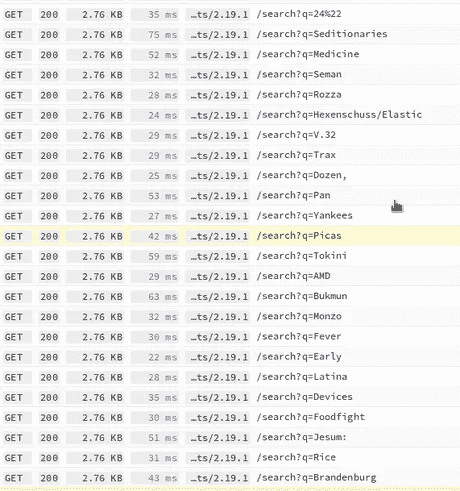 GET 200 2.76 KB 35 ms …ts/2.19.1 /search?q=24%22
GET 200 2.76 KB 75 ms …ts/2.19.1 /search?q=Seditionaries
GET 200 2.76 KB 52 ms …ts/2.19.1 /search?q=Medicine
GET 200 2.76 KB 32 ms …ts/2.19.1 /search?q=Seman
GET 200 2.76 KB 28 ms …ts/2.19.1 /search?q=Rozza
GET 200 2.76 KB 24 ms …ts/2.19.1 /search?q=Hexenschuss/Elastic
GET 200 2.76 KB 29 ms …ts/2.19.1 /search?q=V.32
GET 200 2.76 KB 29 ms …ts/2.19.1 /search?q=Trax
GET 200 2.76 KB 25 ms …ts/2.19.1 /search?q=Dozen,
GET 200 2.76 KB 53 ms …ts/2.19.1 /search?q=Pan
GET 200 2.76 KB 27 ms …ts/2.19.1 /search?q=Yankees
GET 200 2.76 KB 42 ms …ts/2.19.1 /search?q=Picas
GET 200 2.76 KB 59 ms …ts/2.19.1 /search?q=Tokini
GET 200 2.76 KB 29 ms …ts/2.19.1 /search?q=AMD
GET 200 2.76 KB 63 ms …ts/2.19.1 /search?q=Bukmun
GET 200 2.76 KB 32 ms …ts/2.19.1 /search?q=Monzo
GET 200 2.76 KB 30 ms …ts/2.19.1 /search?q=Fever
GET 200 2.76 KB 22 ms …ts/2.19.1 /search?q=Early
GET 200 2.76 KB 28 ms …ts/2.19.1 /search?q=Latina
GET 200 2.76 KB 35 ms …ts/2.19.1 /search?q=Devices
GET 200 2.76 KB 30 ms …ts/2.19.1 /search?q=Foodfight
GET 200 2.76 KB 51 ms …ts/2.19.1 /search?q=Jesum:
GET 200 2.76 KB 31 ms …ts/2.19.1 /search?q=Rice
GET 200 2.76 KB 43 ms …ts/2.19.1 /search?q=Brandenburg